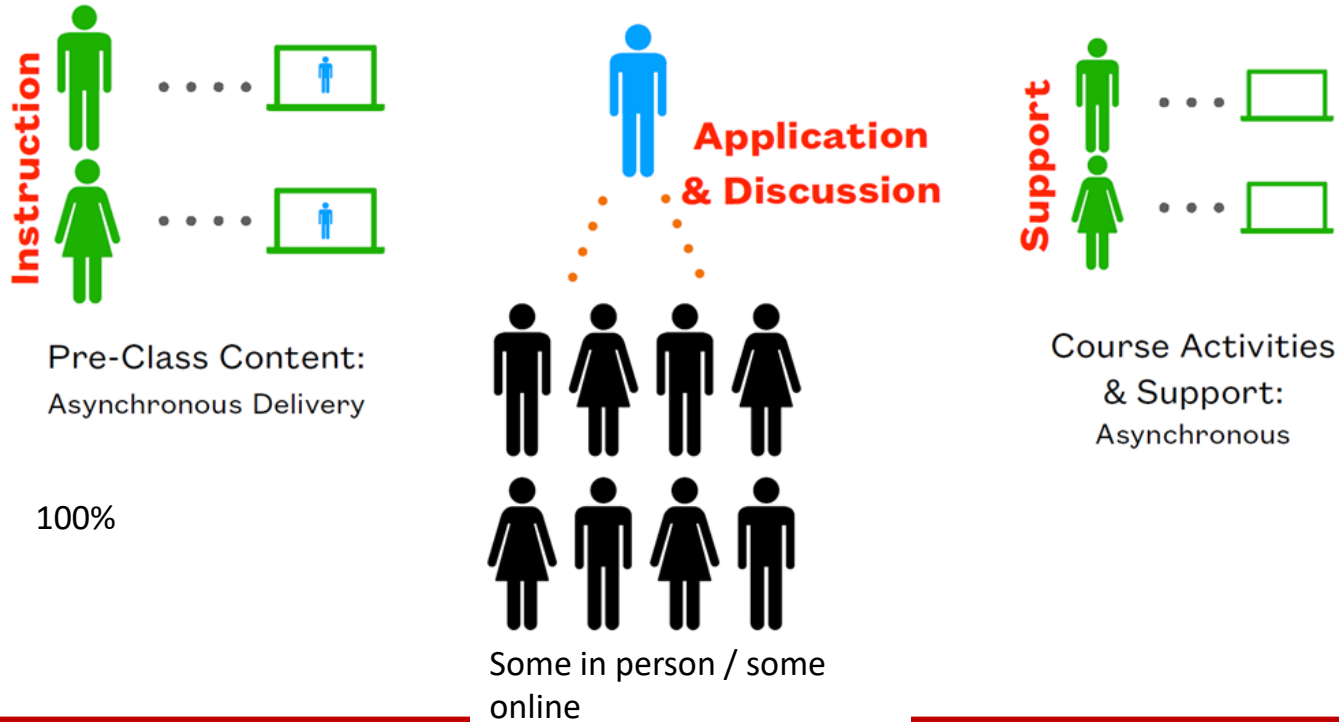 Instruction
Pre-Class Content:
Asynchronous Delivery
100%
Application
& Discussion
Some in person / some
online
Support
Course Activities
& Support:
Asynchronous